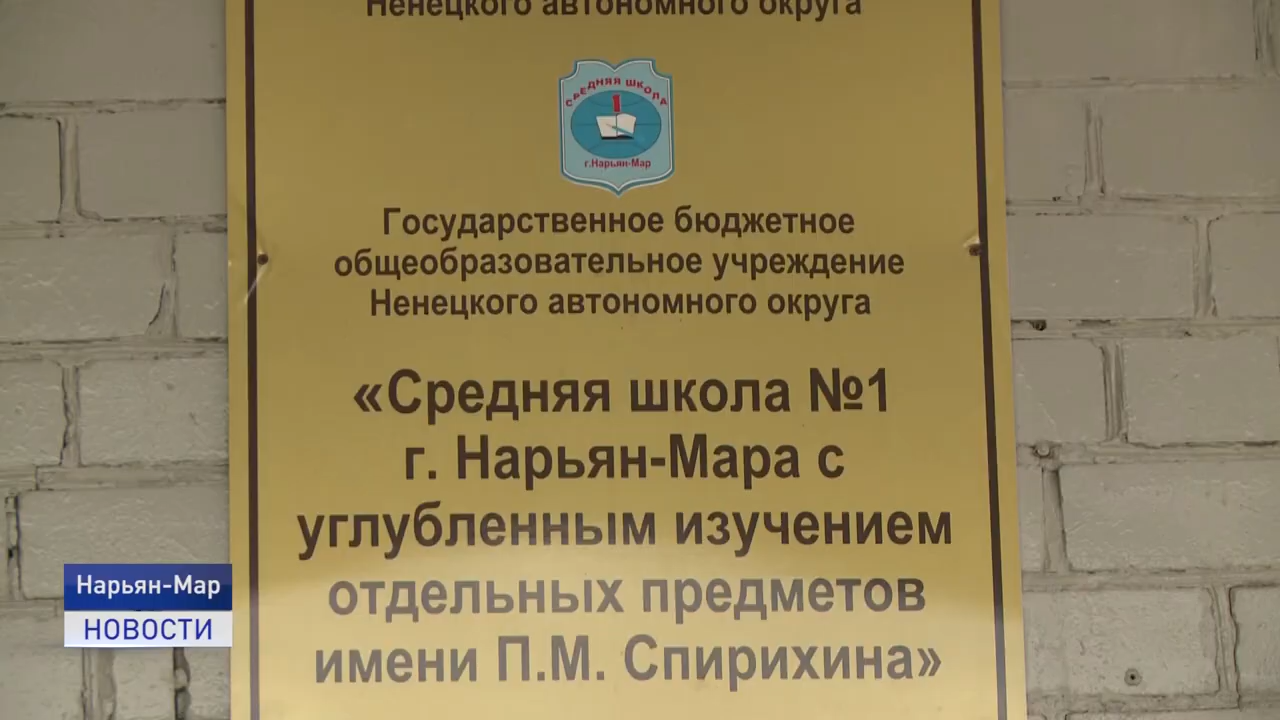 Ненецкого автономного округа
СРЕДНЯЯ ШКОЛА
1
г.Нарьян-Мар
Государственное бюджетное
общеобразовательное учреждение
Ненецкого автономного округа
«Средняя школа №1
г. Нарьян-Мара с
углубленным изучением
отдельных предметов
имени П.М. Спирихина»
Нарьян-Мар
НОВОСТИ